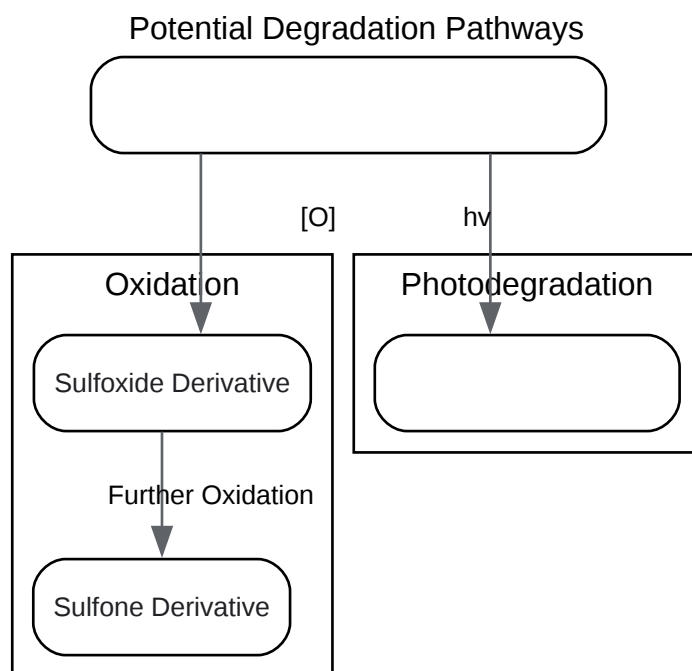 Potential Degradation Pathways
[O]
hv
Oxidation
Photodegradation
Sulfoxide Derivative
Further Oxidation
Sulfone Derivative